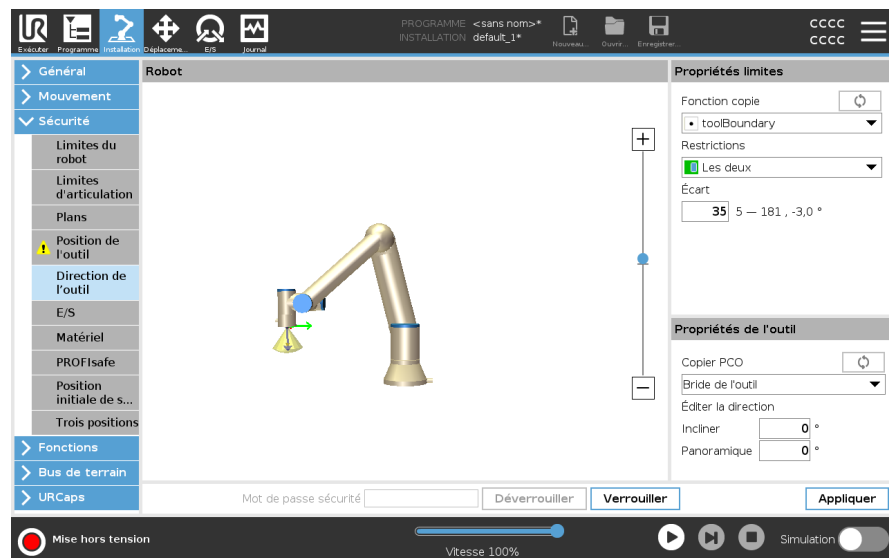 PROGRAMME <sans nom>*
INSTALLATION default_1*
UR
Exécuter
Programme
Installation
Déplaceme...
E/S
Journal
Nouveau...
Ouvrir...
Enregistrer...
CCCC
CCCC
Général
Mouvement
Sécurité
Limites du
robot
Limites
d'articulation
Plans
Position de
l'outil
Direction de
l'outil
E/S
Matériel
PROFIsafe
Position
initiale de s...
Trois positions
Fonctions
Bus de terrain
URCaps
Robot
Mot de passe sécurité
Déverrouiller
Verrouiller
Propriétés limites
Fonction copie
toolBoundary
Restrictions
Les deux
Écart
35 5 — 181 , -3,0 °
Propriétés de l'outil
Copier PCO
Bride de l'outil
Éditer la direction
Incliner 0 °
Panoramique 0 °
Appliquer
Mise hors tension
Vitesse 100%
Simulation